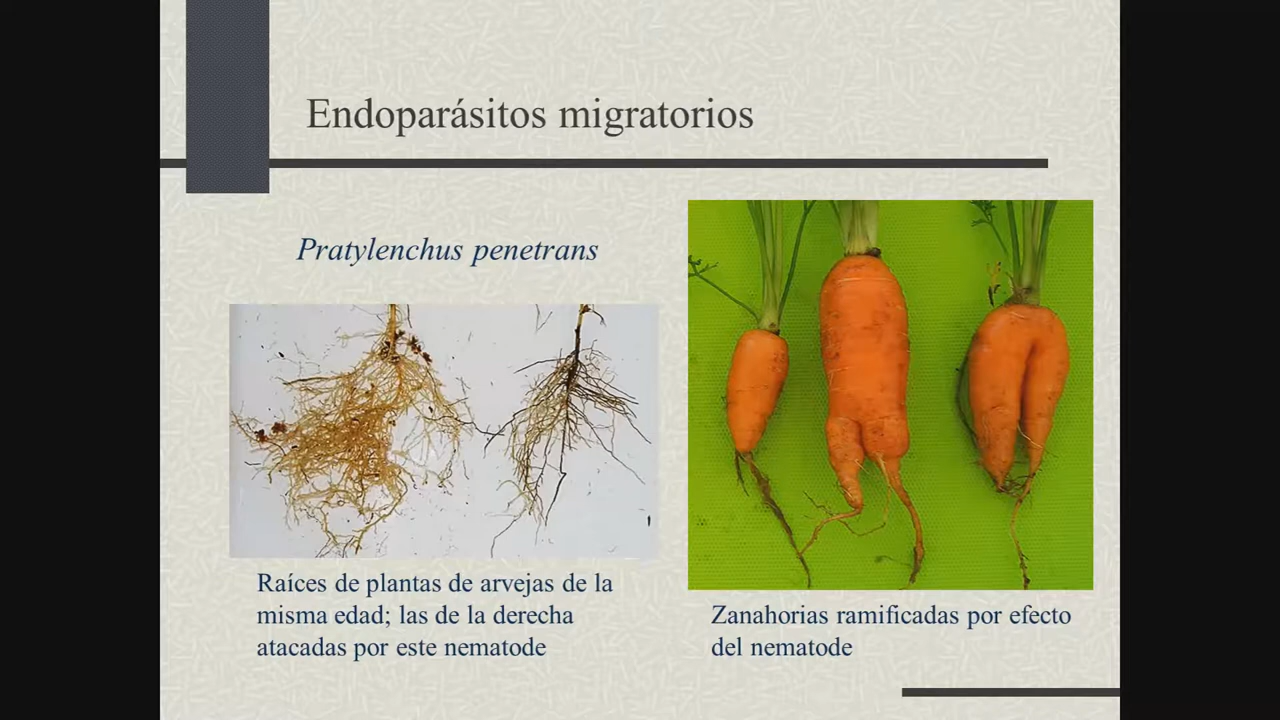 Endoparásitos migratorios
Pratylenchus penetrans
Raíces de plantas de arvejas de la
misma edad; las de la derecha
atacadas por este nematode
Zanahorias ramificadas por efecto
del nematode